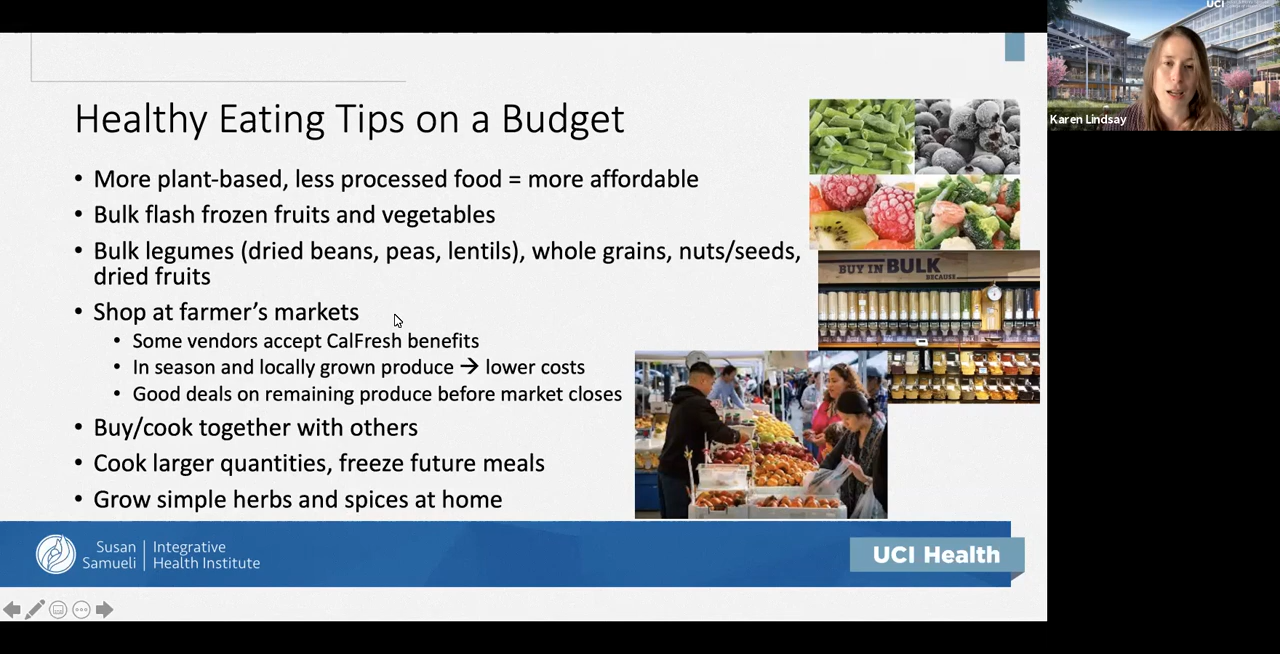 UCI
Karen Lindsay
Healthy Eating Tips on a Budget
• More plant-based, less processed food = more affordable
• Bulk flash frozen fruits and vegetables
• Bulk legumes (dried beans, peas, lentils), whole grains, nuts/seeds,
dried fruits
• Shop at farmer’s markets
• Some vendors accept CalFresh benefits
• In season and locally grown produce → lower costs
• Good deals on remaining produce before market closes
• Buy/cook together with others
• Cook larger quantities, freeze future meals
• Grow simple herbs and spices at home
BUY IN BULK
BECAUSE
Susan
Samueli
Integrative
Health Institute
UCI Health